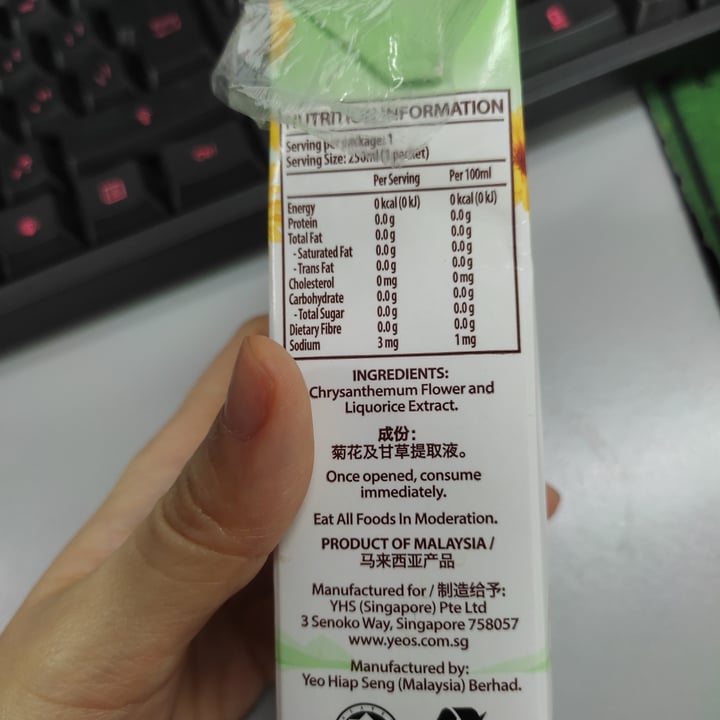 NUTRITION INFORMATION
Serving per package: 1
Serving Size: 250ml (1 packet)
Per Serving Per 100ml
Energy 0 kcal (0 kJ) 0 kcal (0 kJ)
Protein 0.0 g 0.0 g
Total Fat 0.0 g 0.0 g
- Saturated Fat 0.0 g 0.0 g
- Trans Fat 0.0 g 0.0 g
Cholesterol 0 mg 0 mg
Carbohydrate 0.0 g 0.0 g
- Total Sugar 0.0 g 0.0 g
Dietary Fibre 0.0 g 0.0 g
Sodium 3 mg 1 mg
INGREDIENTS:
Chrysanthemum Flower and
Liquorice Extract.
成份:
菊花及甘草提取液。
Once opened, consume
immediately.
Eat All Foods In Moderation.
PRODUCT OF MALAYSIA /
马来西亚产品
Manufactured for / 制造给予:
YHS (Singapore) Pte Ltd
3 Senoko Way, Singapore 758057
www.yeos.com.sg
Manufactured by:
Yeo Hiap Seng (Malaysia) Berhad.